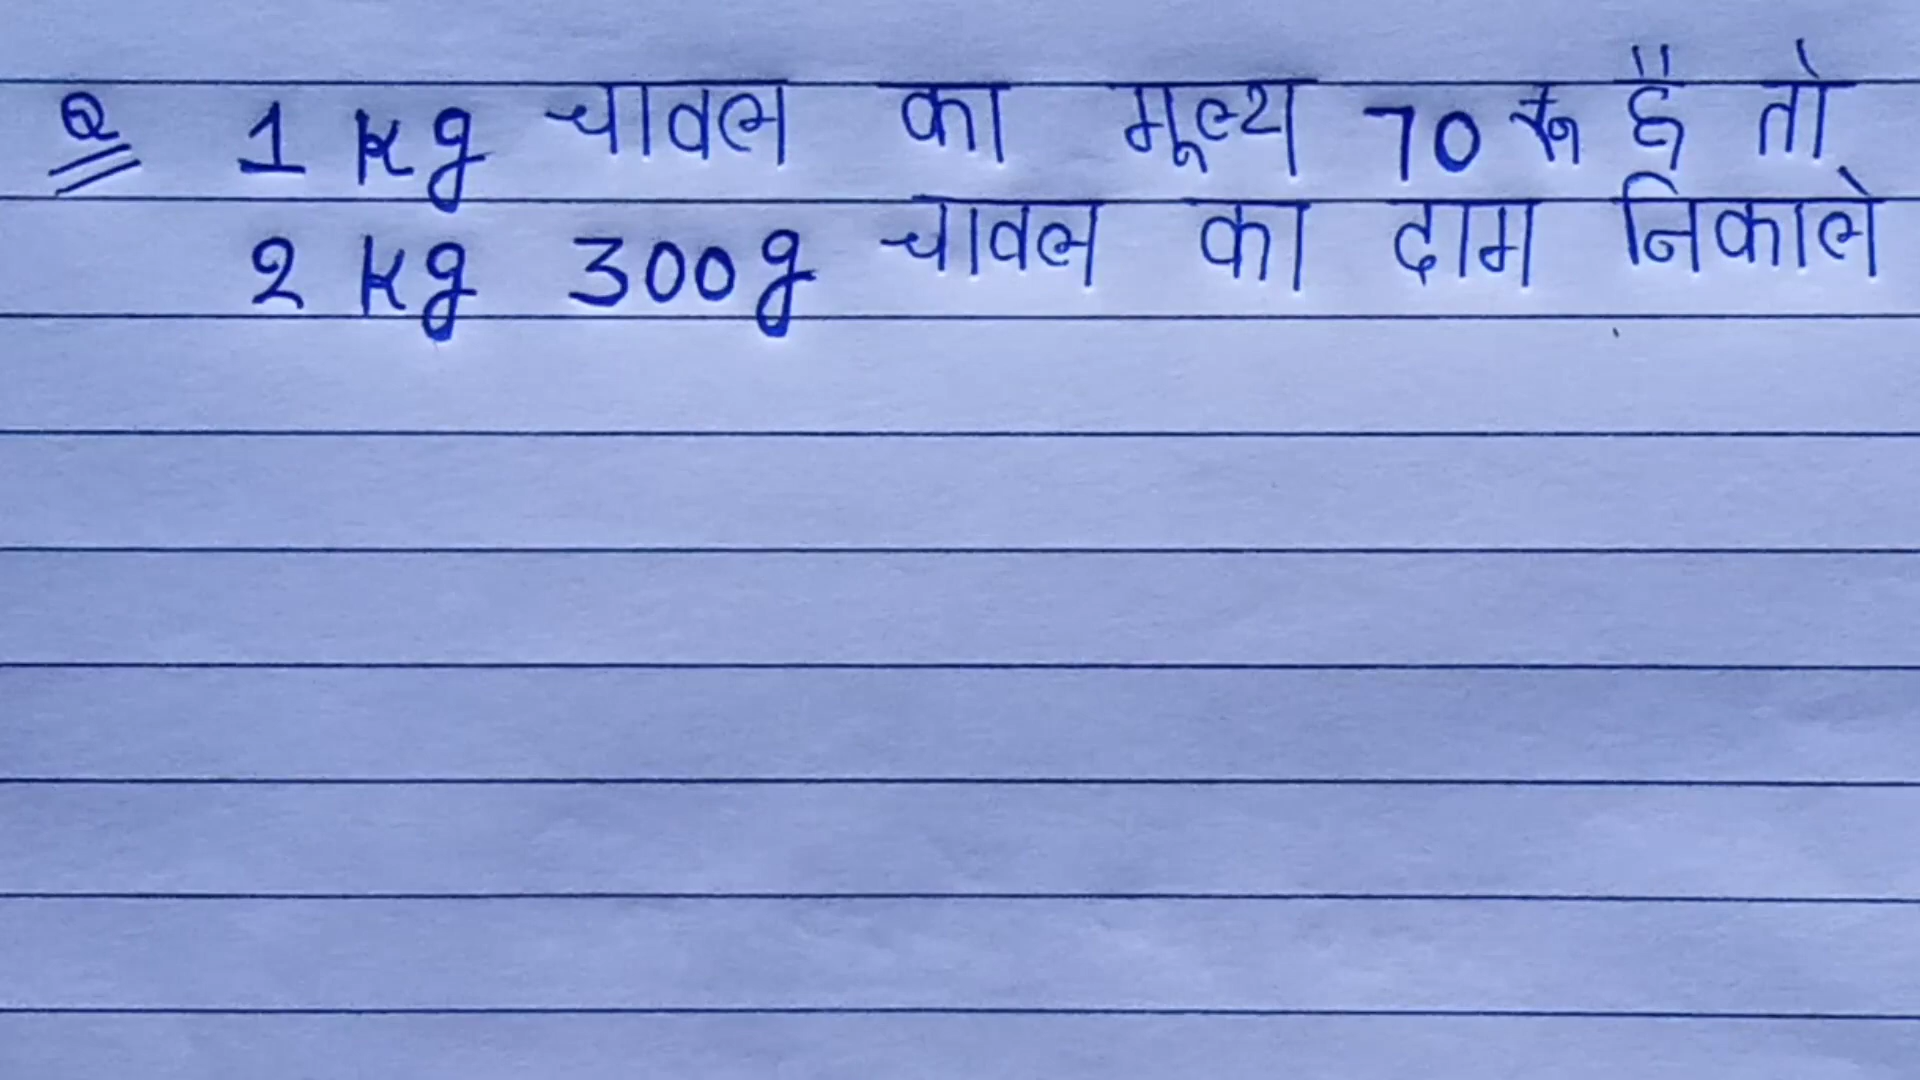 Q 1 kg चावल का मूल्य 70 रू है तो
2 kg 300g चावल का दाम निकाले